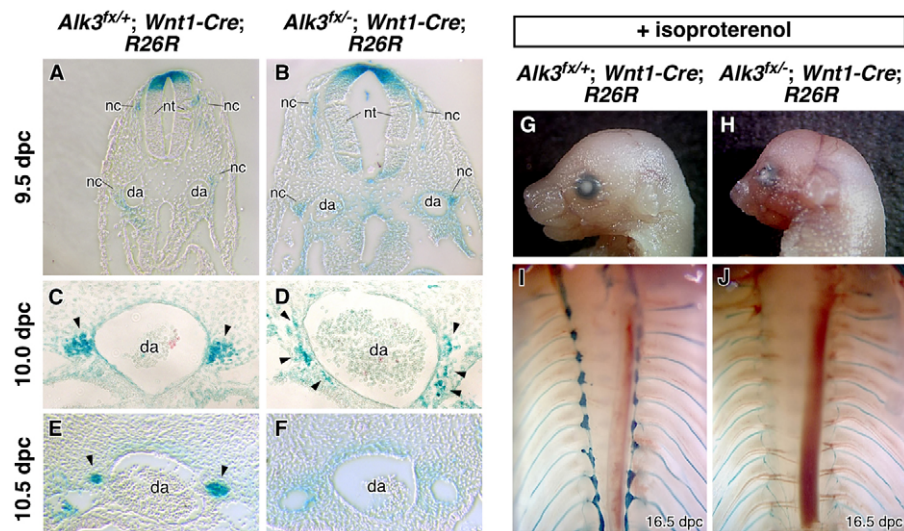 Alk3fx/+; Wnt1-Cre; R26R
Alk3fx/-; Wnt1-Cre; R26R
9.5 dpc
A
nc
nt
nc
nc
nc
da
da
B
nt
nc
nc
nc
da
da
10.0 dpc
C
da
D
da
10.5 dpc
E
da
F
da
+ isoproterenol
Alk3fx/+; Wnt1-Cre; R26R
Alk3fx/-; Wnt1-Cre; R26R
G
H
I
16.5 dpc
J
16.5 dpc